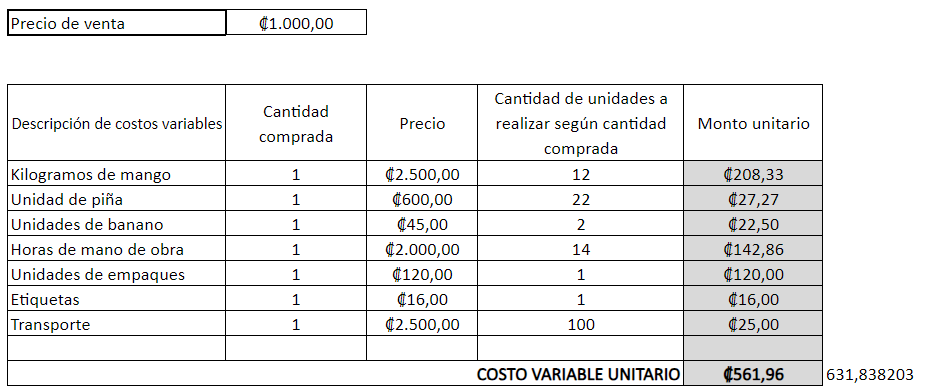 Precio de venta ₡1.000,00
Descripción de costos variables Cantidad comprada Precio Cantidad de unidades a realizar según cantidad comprada Monto unitario
Kilogramos de mango 1 ₡2.500,00 12 ₡208,33
Unidad de piña 1 ₡600,00 22 ₡27,27
Unidades de banano 1 ₡45,00 2 ₡22,50
Horas de mano de obra 1 ₡2.000,00 14 ₡142,86
Unidades de empaques 1 ₡120,00 1 ₡120,00
Etiquetas 1 ₡16,00 1 ₡16,00
Transporte 1 ₡2.500,00 100 ₡25,00
COSTO VARIABLE UNITARIO ₡561,96 631,838203